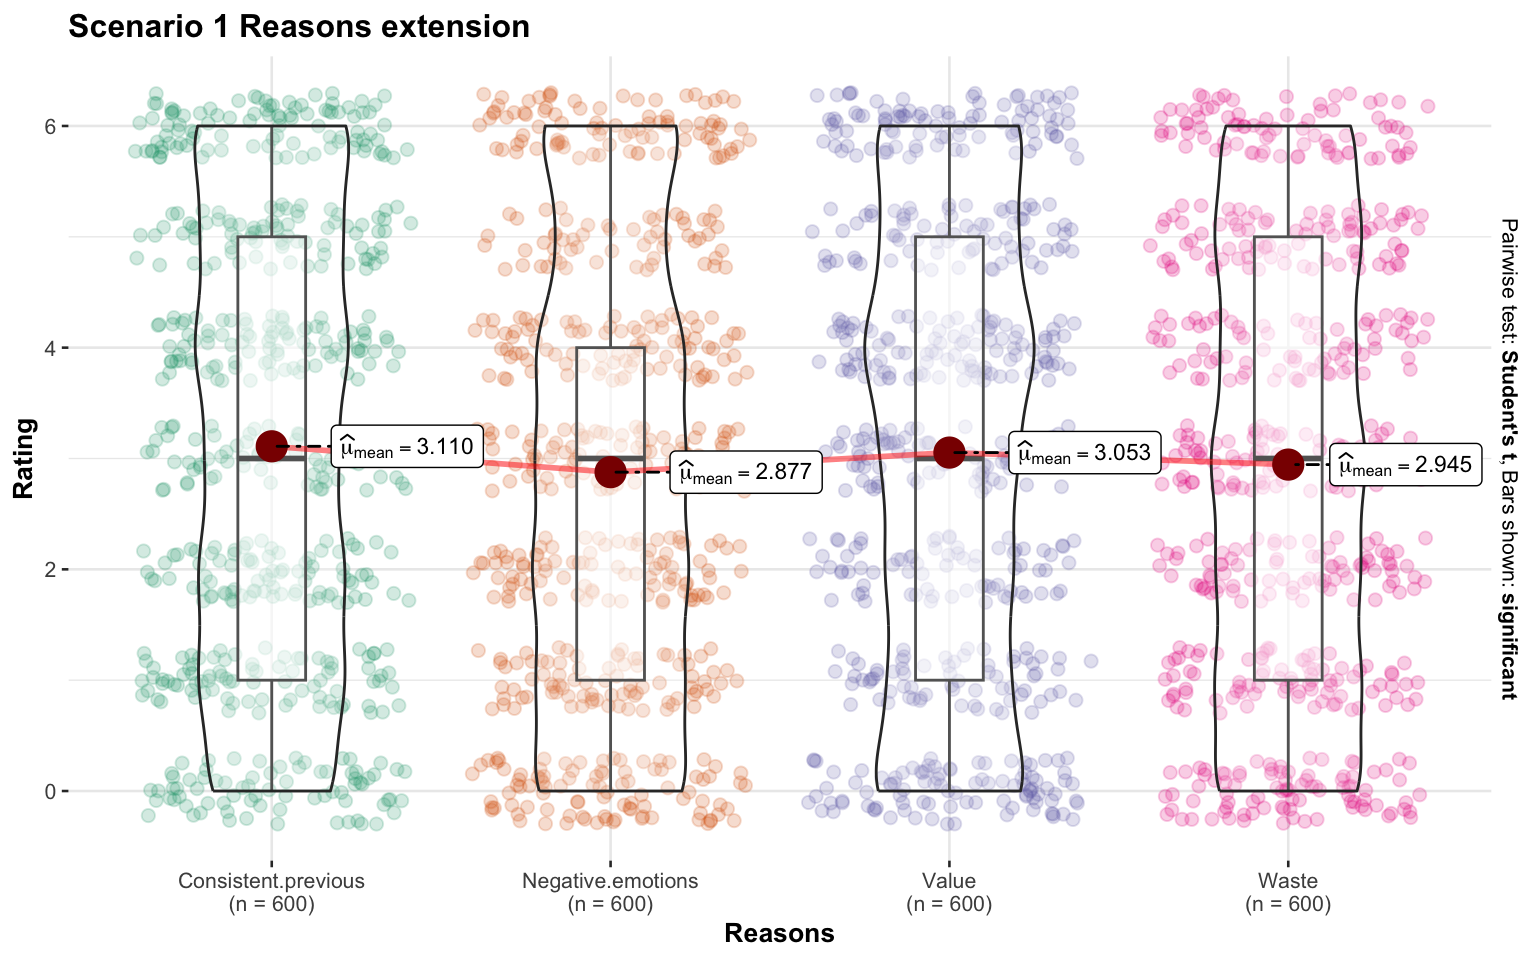 Scenario 1 Reasons extension
Rating
6
4
2
0
μ̂mean = 3.110
μ̂mean = 2.877
μ̂mean = 3.053
μ̂mean = 2.945
Pairwise test: Student's t, Bars shown: significant
Consistent.previous
(n = 600)
Negative.emotions
(n = 600)
Value
(n = 600)
Waste
(n = 600)
Reasons